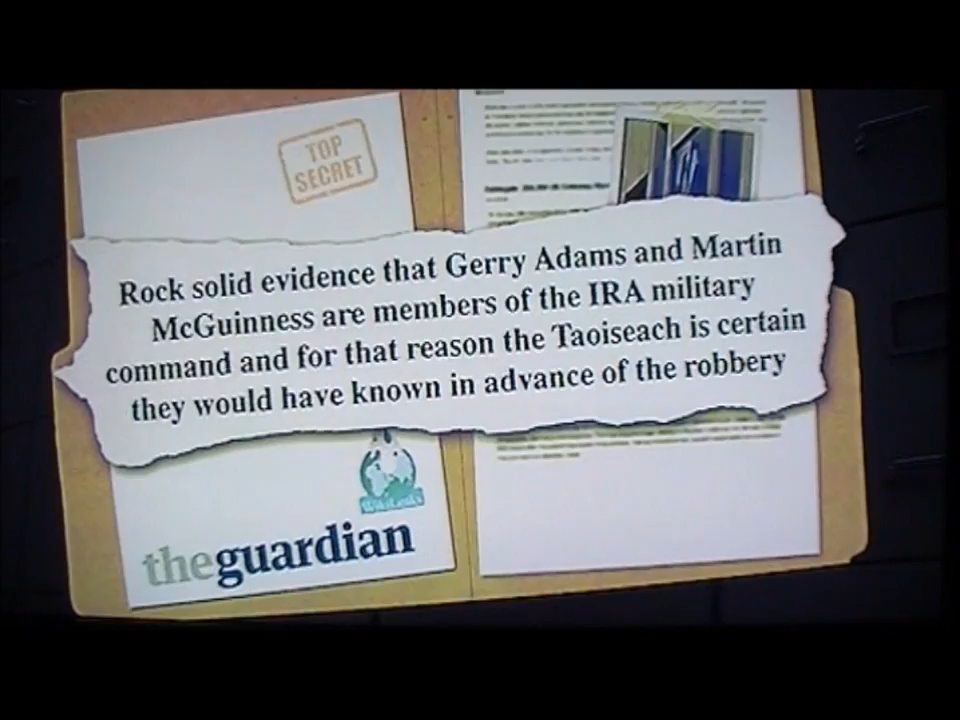 TOP
SECRET
Rock solid evidence that Gerry Adams and Martin
McGuinness are members of the IRA military
command and for that reason the Taoiseach is certain
they would have known in advance of the robbery
WikiLeaks
theguardian